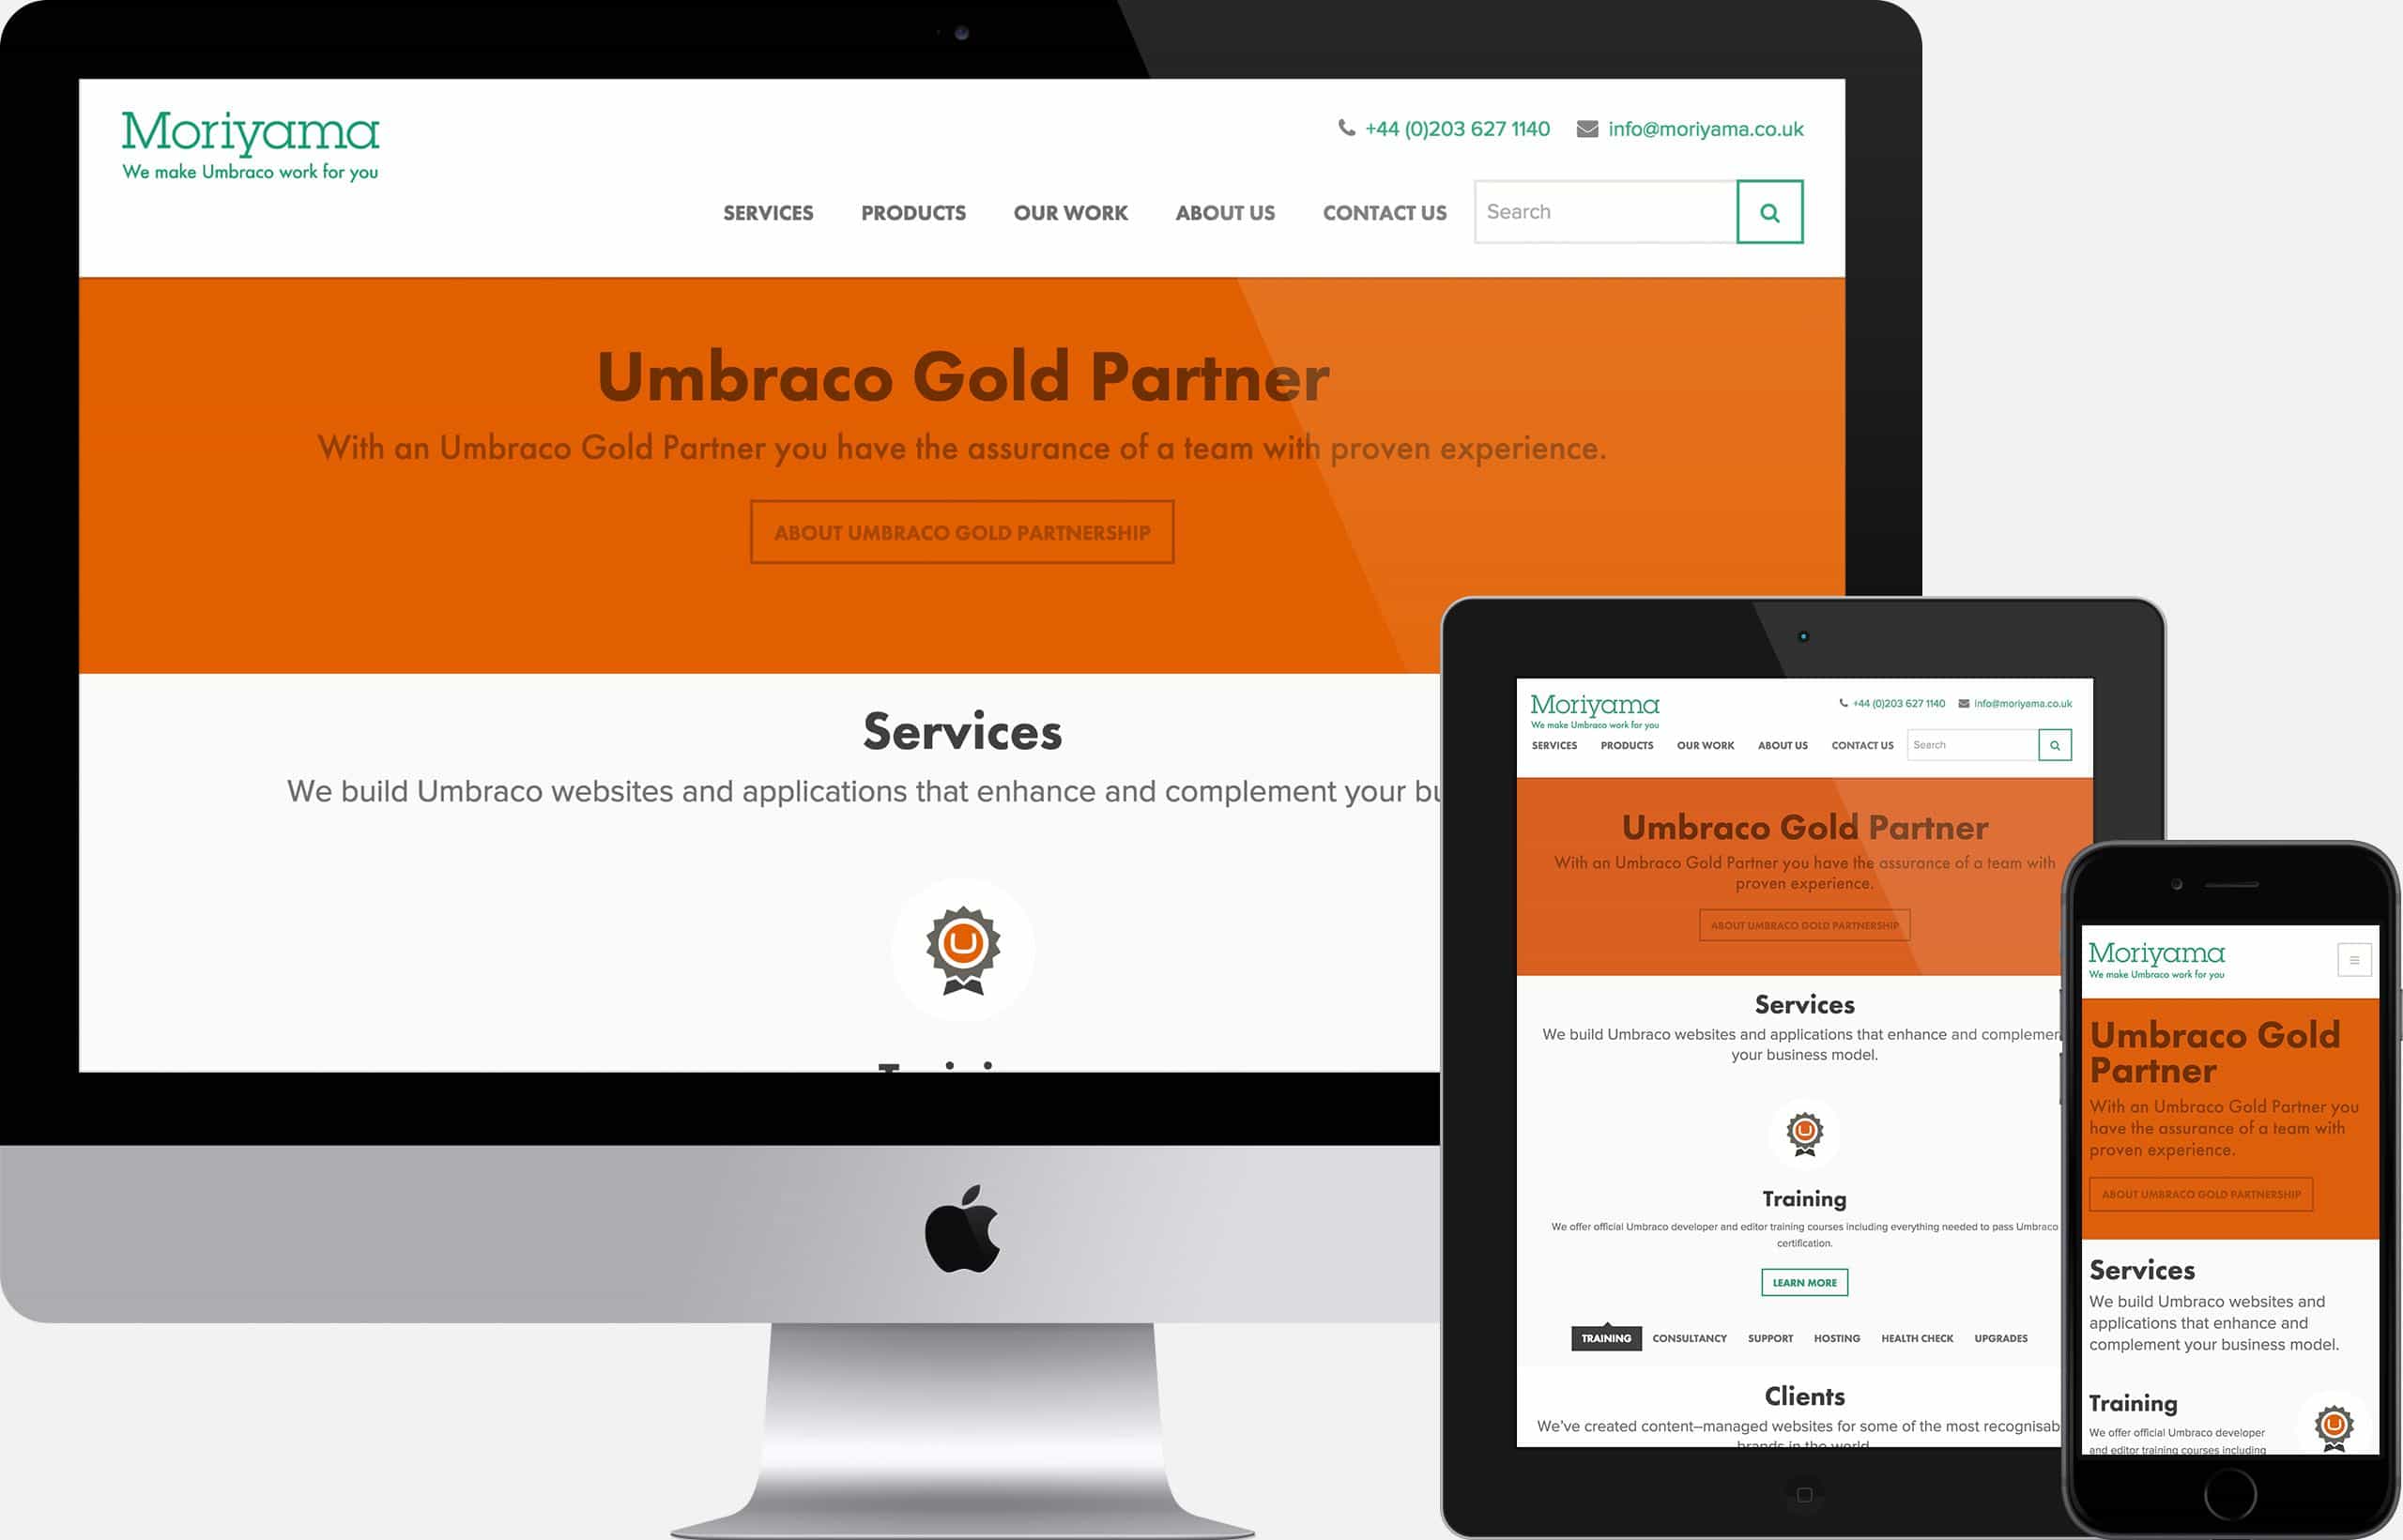 Moriyama
We make Umbraco work for you
+44 (0)203 627 1140 info@moriyama.co.uk
SERVICES PRODUCTS OUR WORK ABOUT US CONTACT US Search
Umbraco Gold Partner
With an Umbraco Gold Partner you have the assurance of a team with proven experience.
ABOUT UMBRACO GOLD PARTNERSHIP
Services
We build Umbraco websites and applications that enhance and complement your bu
Moriyama
We make Umbraco work for you
+44 (0)203 627 1140 info@moriyama.co.uk
SERVICES PRODUCTS OUR WORK ABOUT US CONTACT US Search
Umbraco Gold Partner
With an Umbraco Gold Partner you have the assurance of a team with
proven experience.
ABOUT UMBRACO GOLD PARTNERSHIP
Services
We build Umbraco websites and applications that enhance and complemen
your business model.
Training
We offer official Umbraco developer and editor training courses including everything needed to pass Umbraco
certification.
LEARN MORE
TRAINING CONSULTANCY SUPPORT HOSTING HEALTH CHECK UPGRADES
Clients
We've created content–managed websites for some of the most recognisab
brands in the world
Moriyama
We make Umbraco work for you
Umbraco Gold
Partner
With an Umbraco Gold Partner you
have the assurance of a team with
proven experience.
ABOUT UMBRACO GOLD PARTNERSHIP
Services
We build Umbraco websites and
applications that enhance and
complement your business model.
Training
We offer official Umbraco developer
and editor training courses including